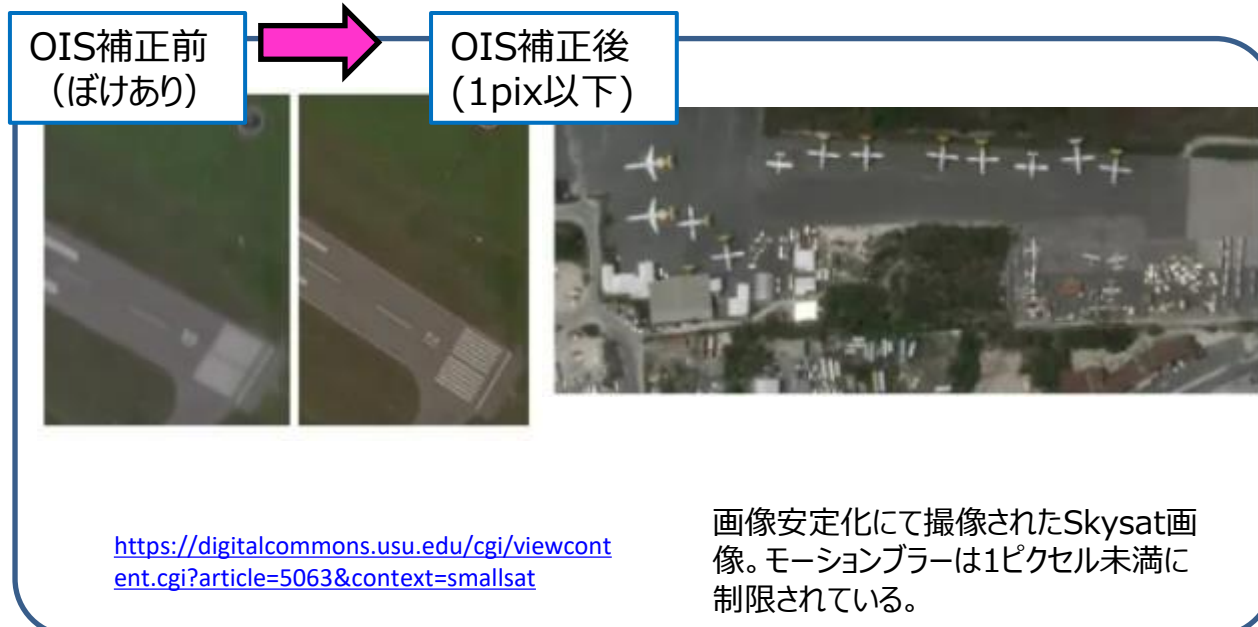 OIS補正前
（ぼけあり）
OIS補正後
(1pix以下)
https://digitalcommons.usu.edu/cgi/viewcont
ent.cgi?article=5063&context=smallsat
画像安定化にて撮像されたSkysat画
像。モーションブラーは1ピクセル未満に
制限されている。